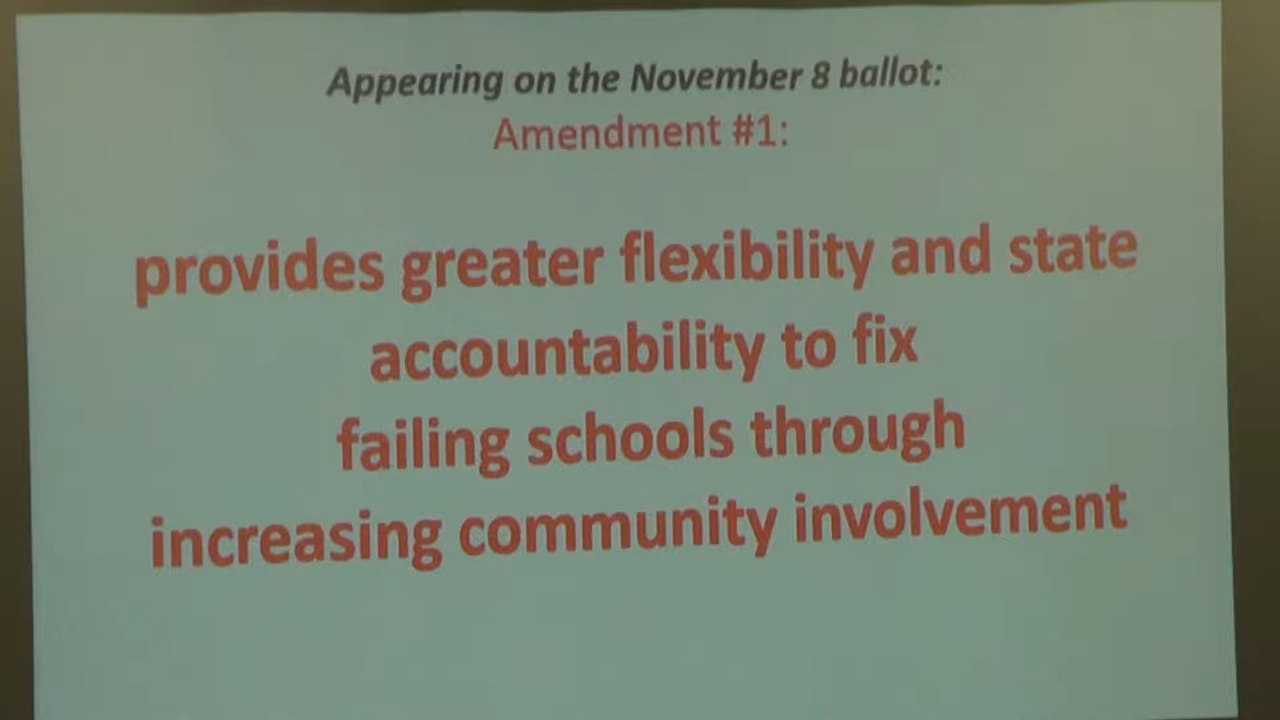 Appearing on the November 8 ballot:
Amendment #1:
provides greater flexibility and state
accountability to fix
failing schools through
increasing community involvement